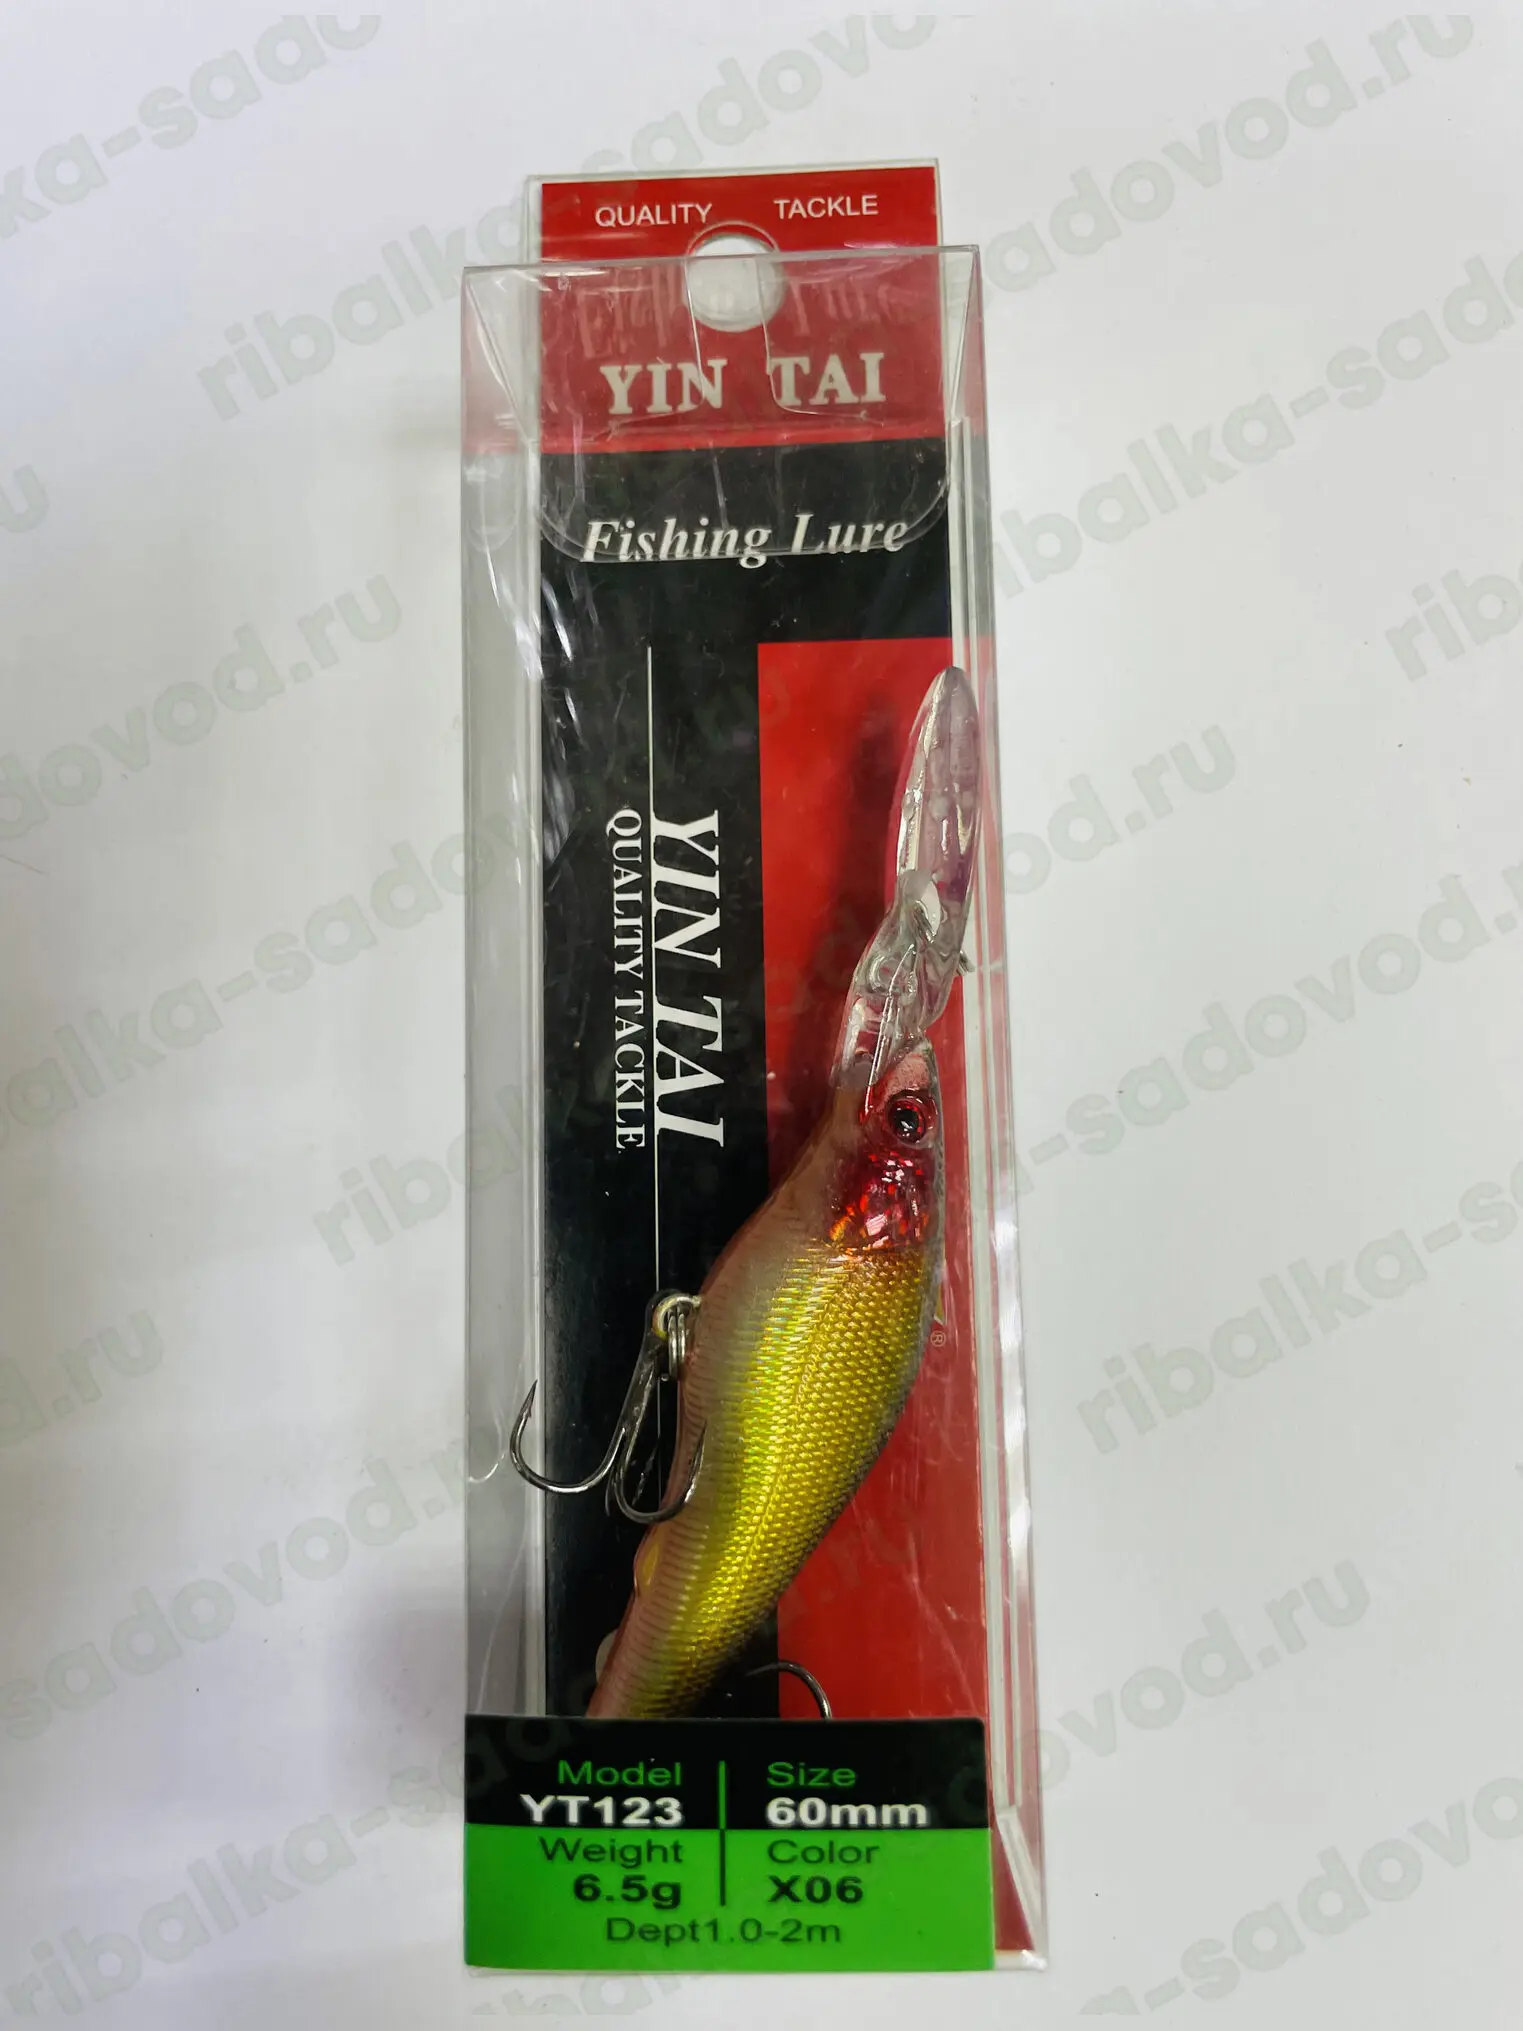 QUALITY TACKLE
YIN TAI
Fishing Lure
YIN TAI
QUALITY TACKLE
®
Model
YT123
Size
60mm
Weight
6.5g
Color
X06
Dept1.0-2m
ribalka-sadovod.ru